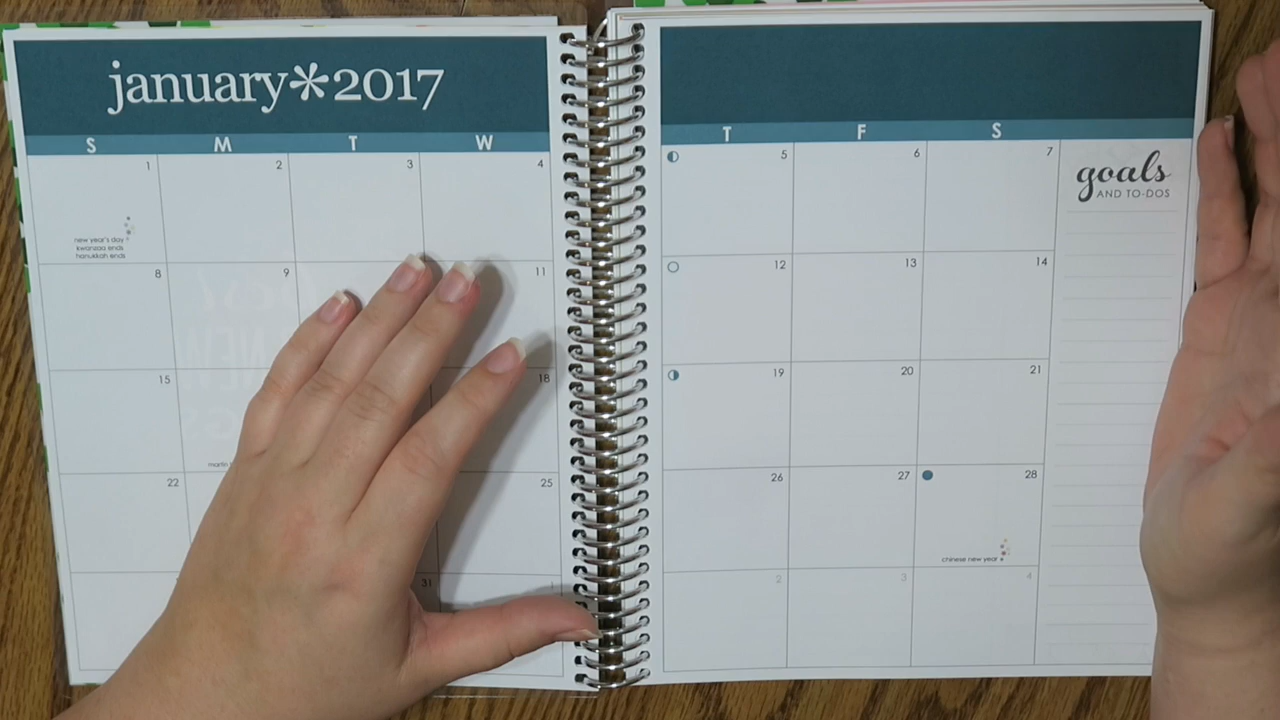 january*2017
S M T W
T F S
1 2 3 4
5 6 7
goals
AND TO-DOS
new year's day
kwanzaa ends
hanukkah ends
8 9 11
12 13 14
15 18
19 20 21
martin
22 25
26 27 28
chinese new year
31 1
2 3 4